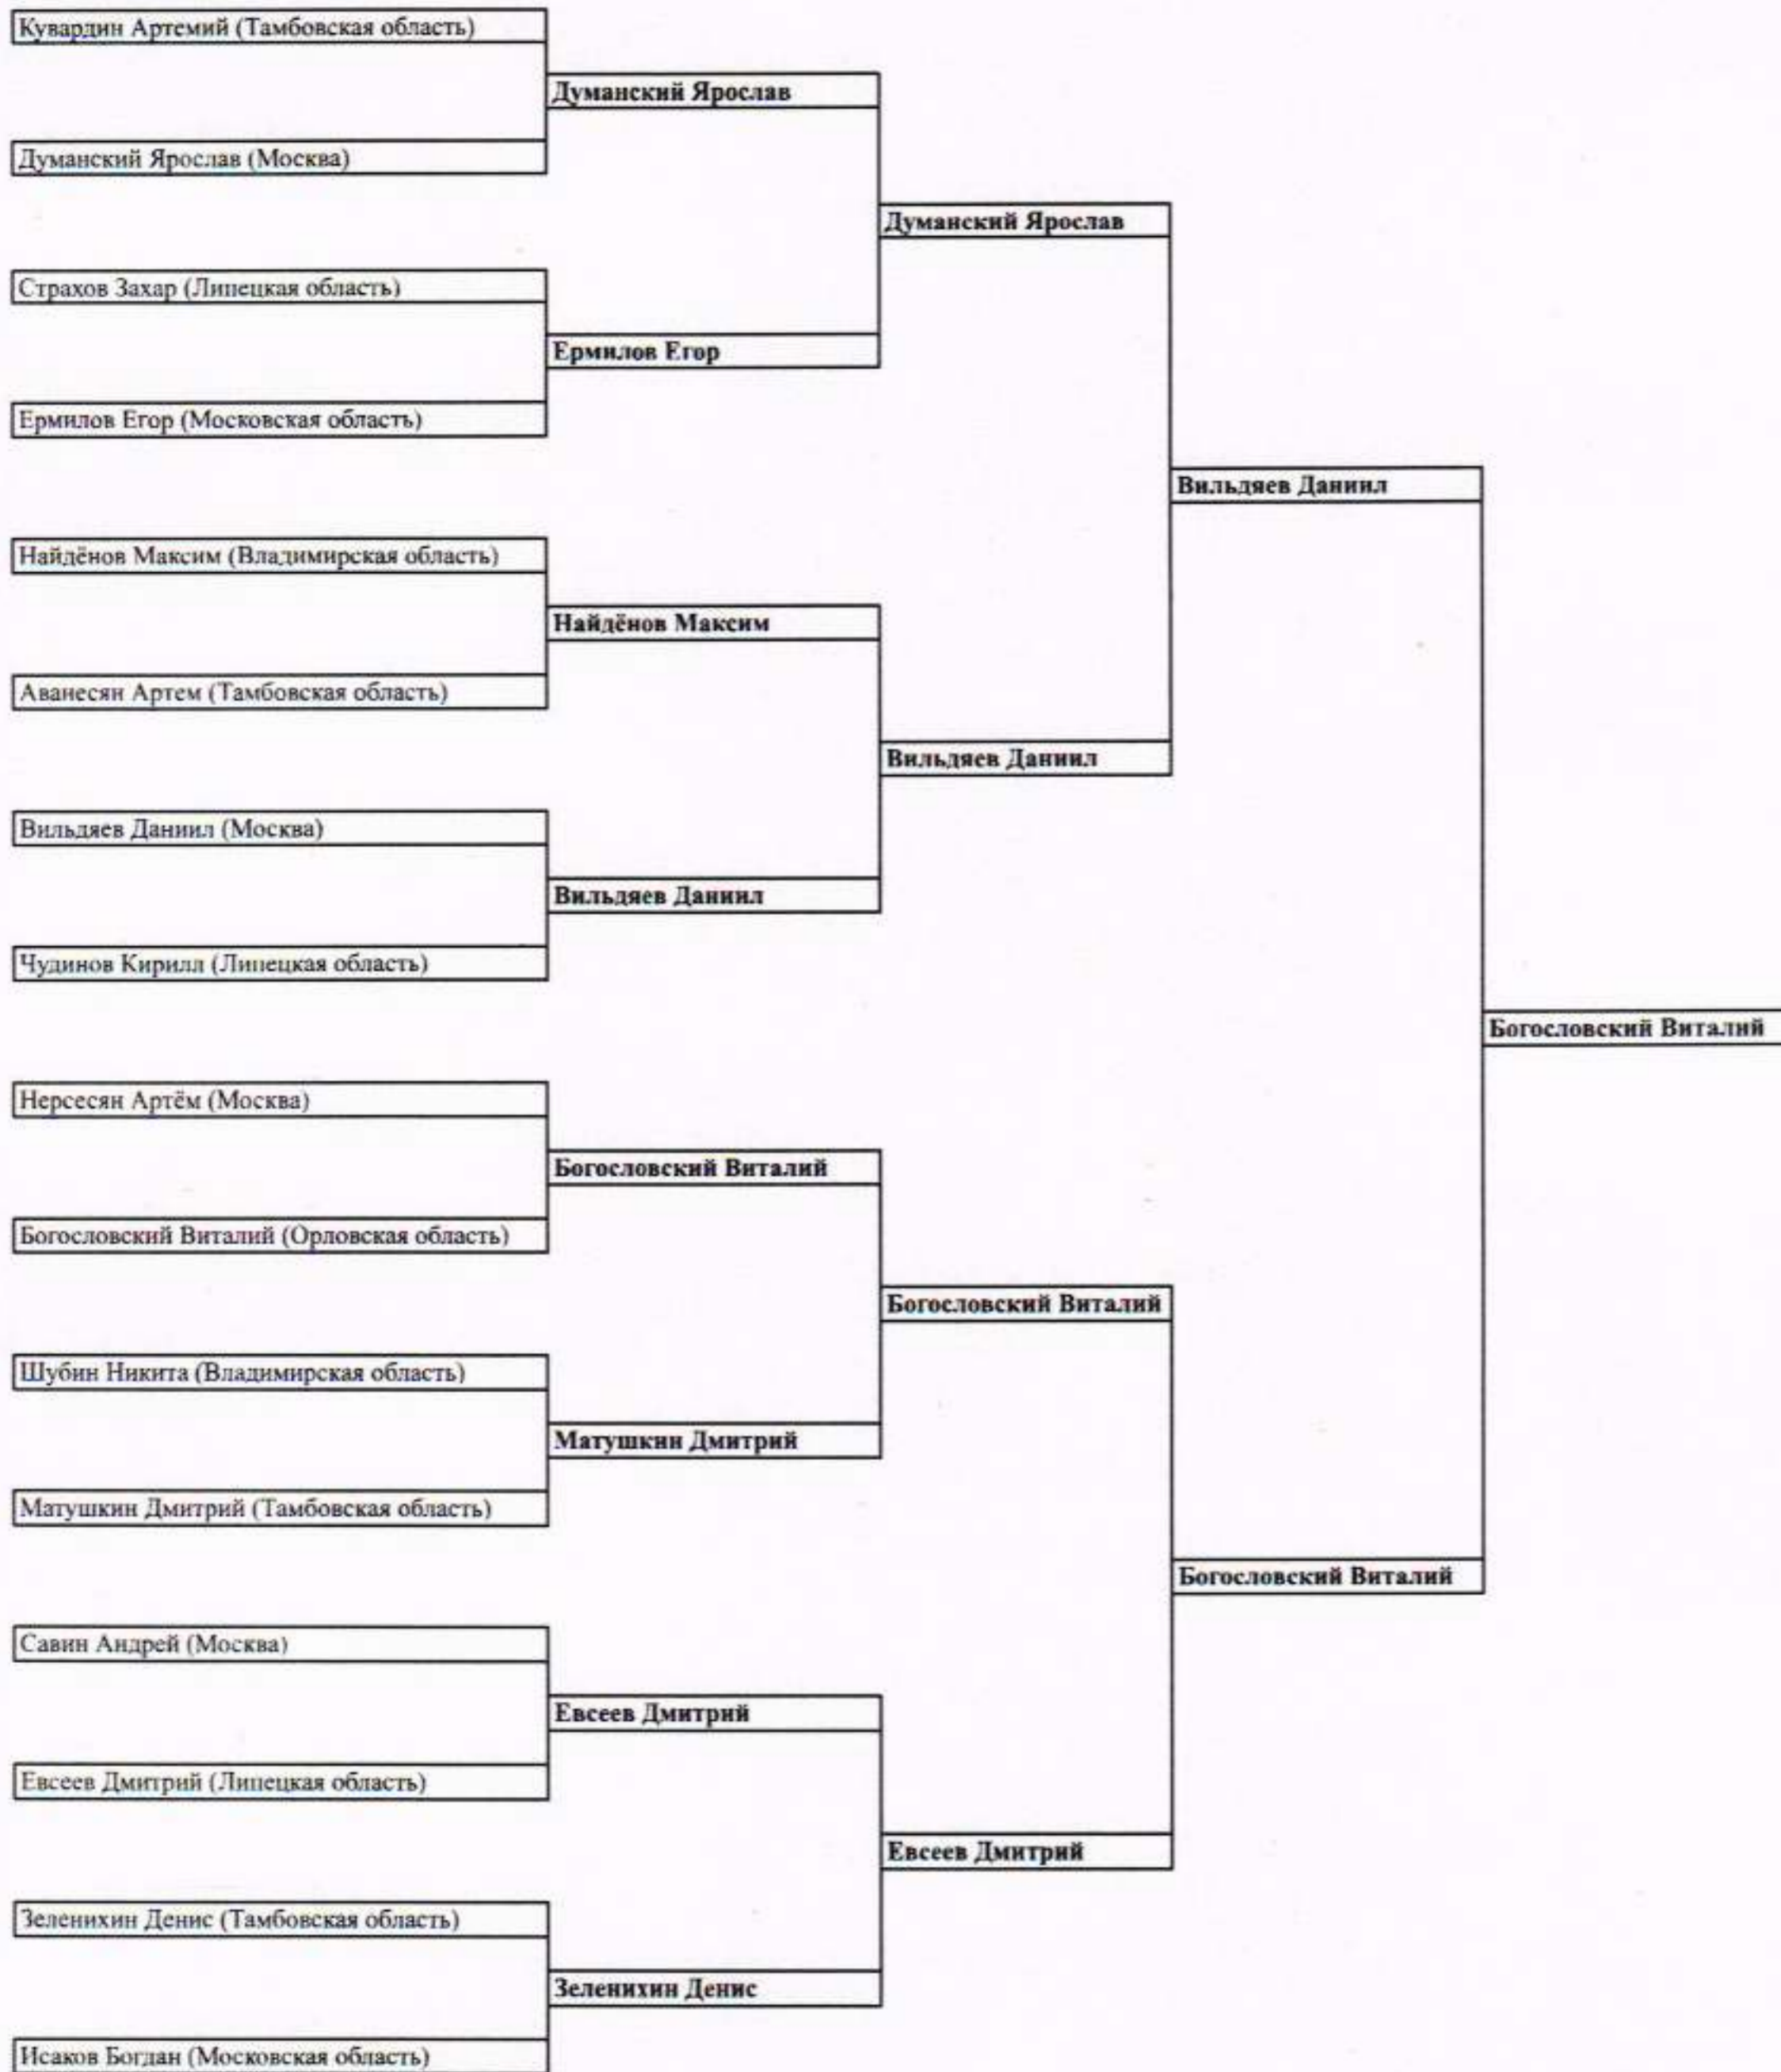 Кувардин Артемий (Тамбовская область)
Думанский Ярослав
Думанский Ярослав (Москва)
Думанский Ярослав
Страхов Захар (Липецкая область)
Ермилов Егор
Ермилов Егор (Московская область)
Вильдяев Даниил
Найдёнов Максим (Владимирская область)
Найдёнов Максим
Аванесян Артем (Тамбовская область)
Вильдяев Даниил
Вильдяев Даниил (Москва)
Вильдяев Даниил
Чудинов Кирилл (Липецкая область)
Богословский Виталий
Нерсесян Артём (Москва)
Богословский Виталий
Богословский Виталий (Орловская область)
Богословский Виталий
Шубин Никита (Владимирская область)
Матушкин Дмитрий
Матушкин Дмитрий (Тамбовская область)
Богословский Виталий
Савин Андрей (Москва)
Евсеев Дмитрий
Евсеев Дмитрий (Липецкая область)
Евсеев Дмитрий
Зеленихин Денис (Тамбовская область)
Зеленихин Денис
Исаков Богдан (Московская область)